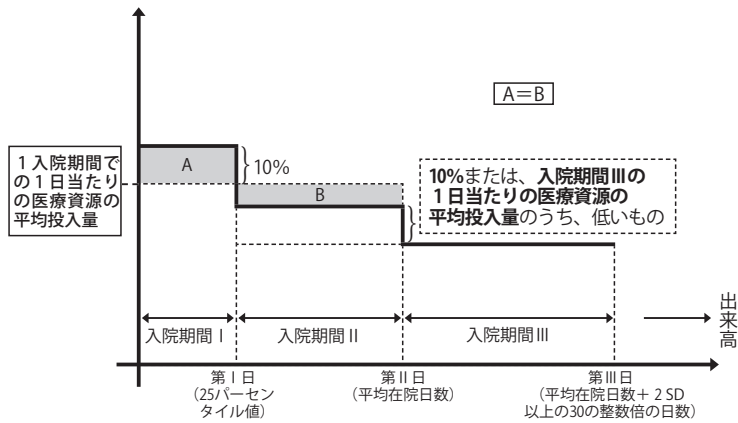 A＝B
１入院期間で
の１日当たり
の医療資源の
平均投入量
A
10%
B
10%または、入院期間Ⅲの
１日当たりの医療資源の
平均投入量のうち、低いもの
入院期間Ⅰ
入院期間Ⅱ
入院期間Ⅲ
出来高
第Ⅰ日
（25パーセン
タイル値）
第Ⅱ日
（平均在院日数）
第Ⅲ日
（平均在院日数＋２SD
以上の30の整数倍の日数）